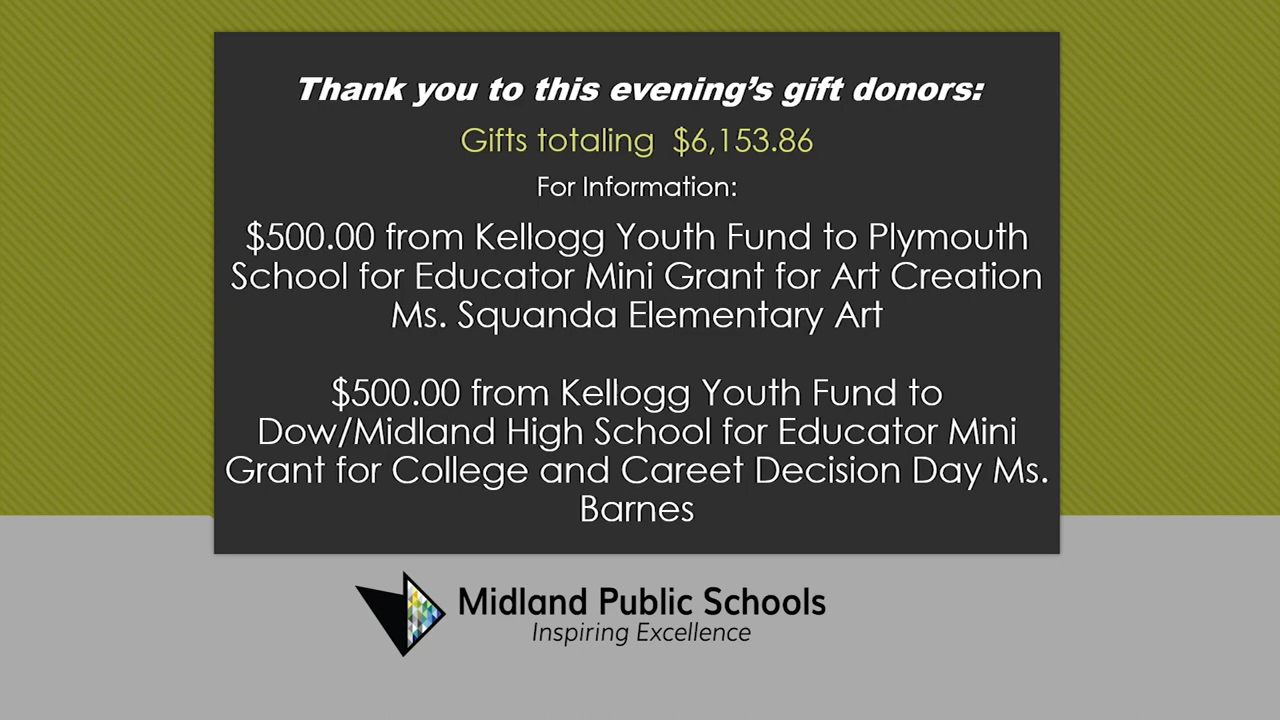 Thank you to this evening’s gift donors:
Gifts totaling $6,153.86
For Information:
$500.00 from Kellogg Youth Fund to Plymouth
School for Educator Mini Grant for Art Creation
Ms. Squanda Elementary Art
$500.00 from Kellogg Youth Fund to
Dow/Midland High School for Educator Mini
Grant for College and Careet Decision Day Ms.
Barnes
Midland Public Schools
Inspiring Excellence